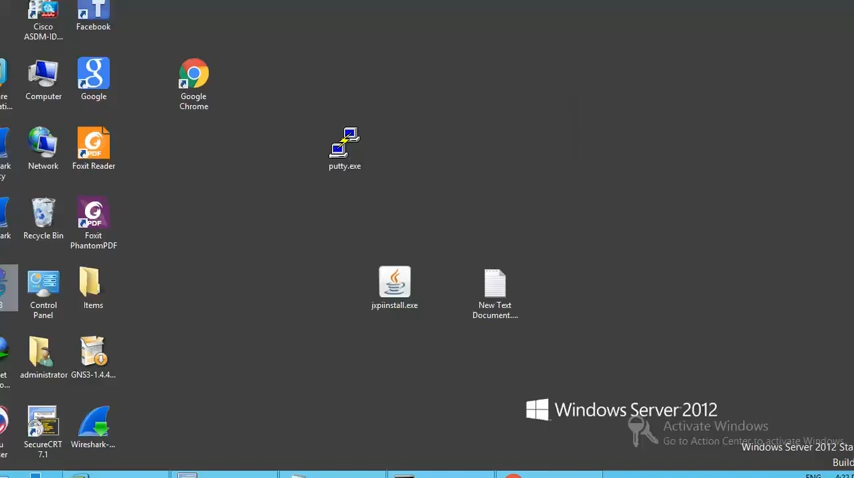 Cisco
ASDM-ID...
Facebook
Computer
Google
Google
Chrome
Network
Foxit Reader
putty.exe
Recycle Bin
Foxit
PhantomPDF
Control
Panel
Items
jxpiinstall.exe
New Text
Document....
administrator
GNS3-1.4.4...
SecureCRT
7.1
Wireshark-...
Windows Server 2012
Activate Windows
Go to Action Center to activate Windows.
Windows Server 2012 Sta
Build
ENG